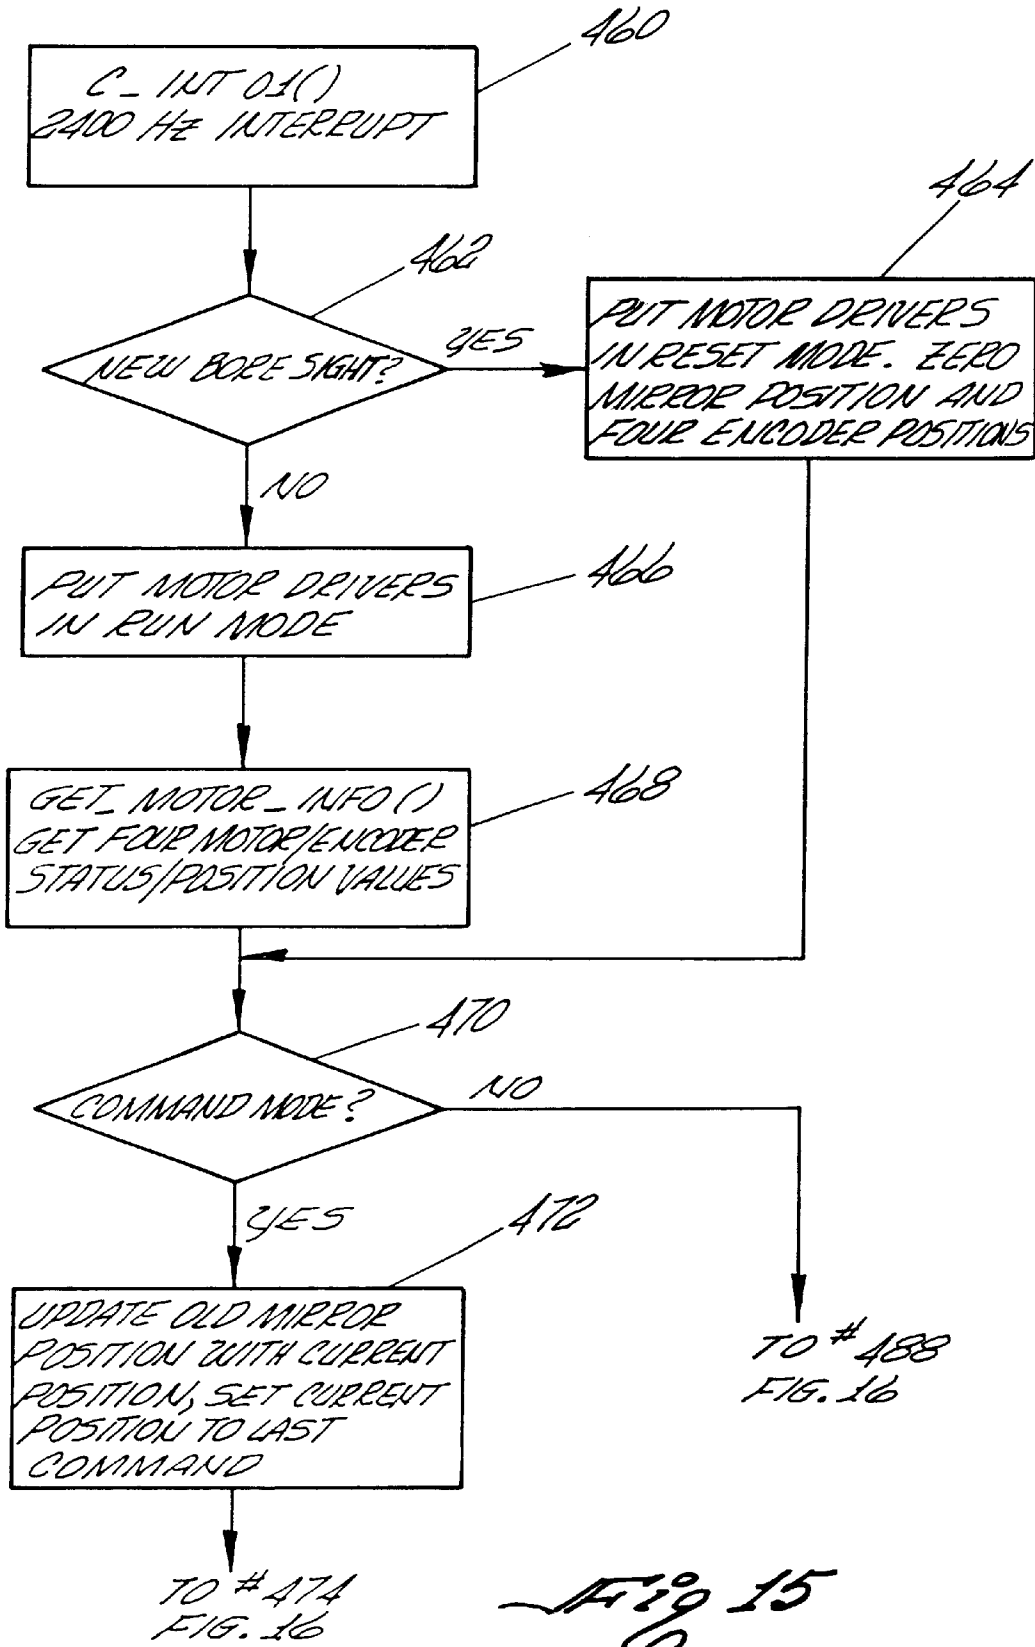 460
C_ INT 01()
2400 HZ INTERRUPT
464
462
NEW BORE SIGHT?
YES
PUT MOTOR DRIVERS
IN RESET MODE. ZERO
MIRROR POSITION AND
FOUR ENCODER POSITIONS
NO
466
PUT MOTOR DRIVERS
IN RUN MODE
468
GET_MOTOR_INFO()
GET FOUR MOTOR/ENCODER
STATUS/POSITION VALUES
470
COMMAND MODE?
NO
YES
472
UPDATE OLD MIRROR
POSITION WITH CURRENT
POSITION, SET CURRENT
POSITION TO LAST
COMMAND
TO # 488
FIG. 16
TO # 474
FIG. 16
Fig 15